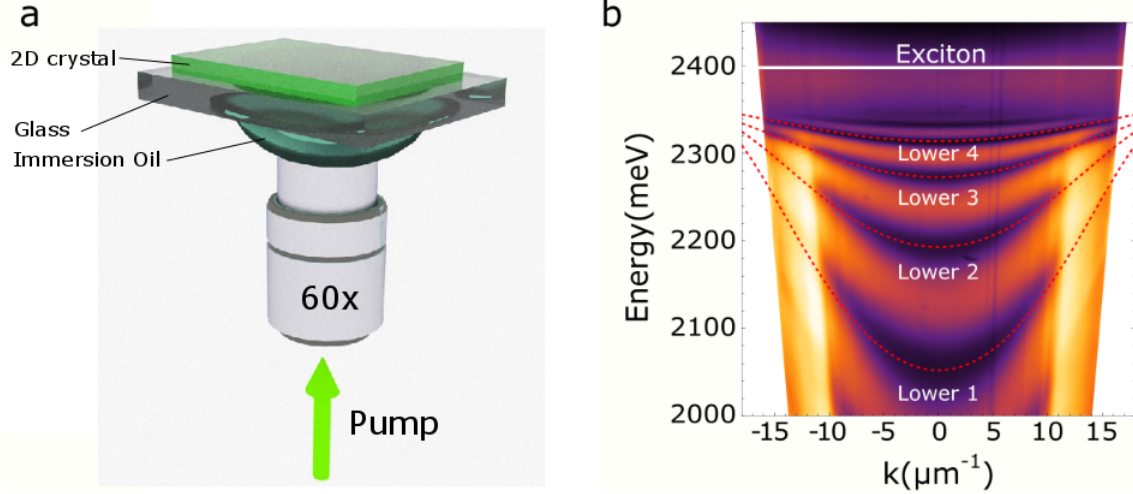 a
2D crystal
Glass
Immersion Oil
60x
Pump
b
Exciton
Lower 4
Lower 3
Lower 2
Lower 1
2400
2300
2200
2100
2000
Energy(meV)
-15 -10 -5 0 5 10 15
k(μm⁻¹)